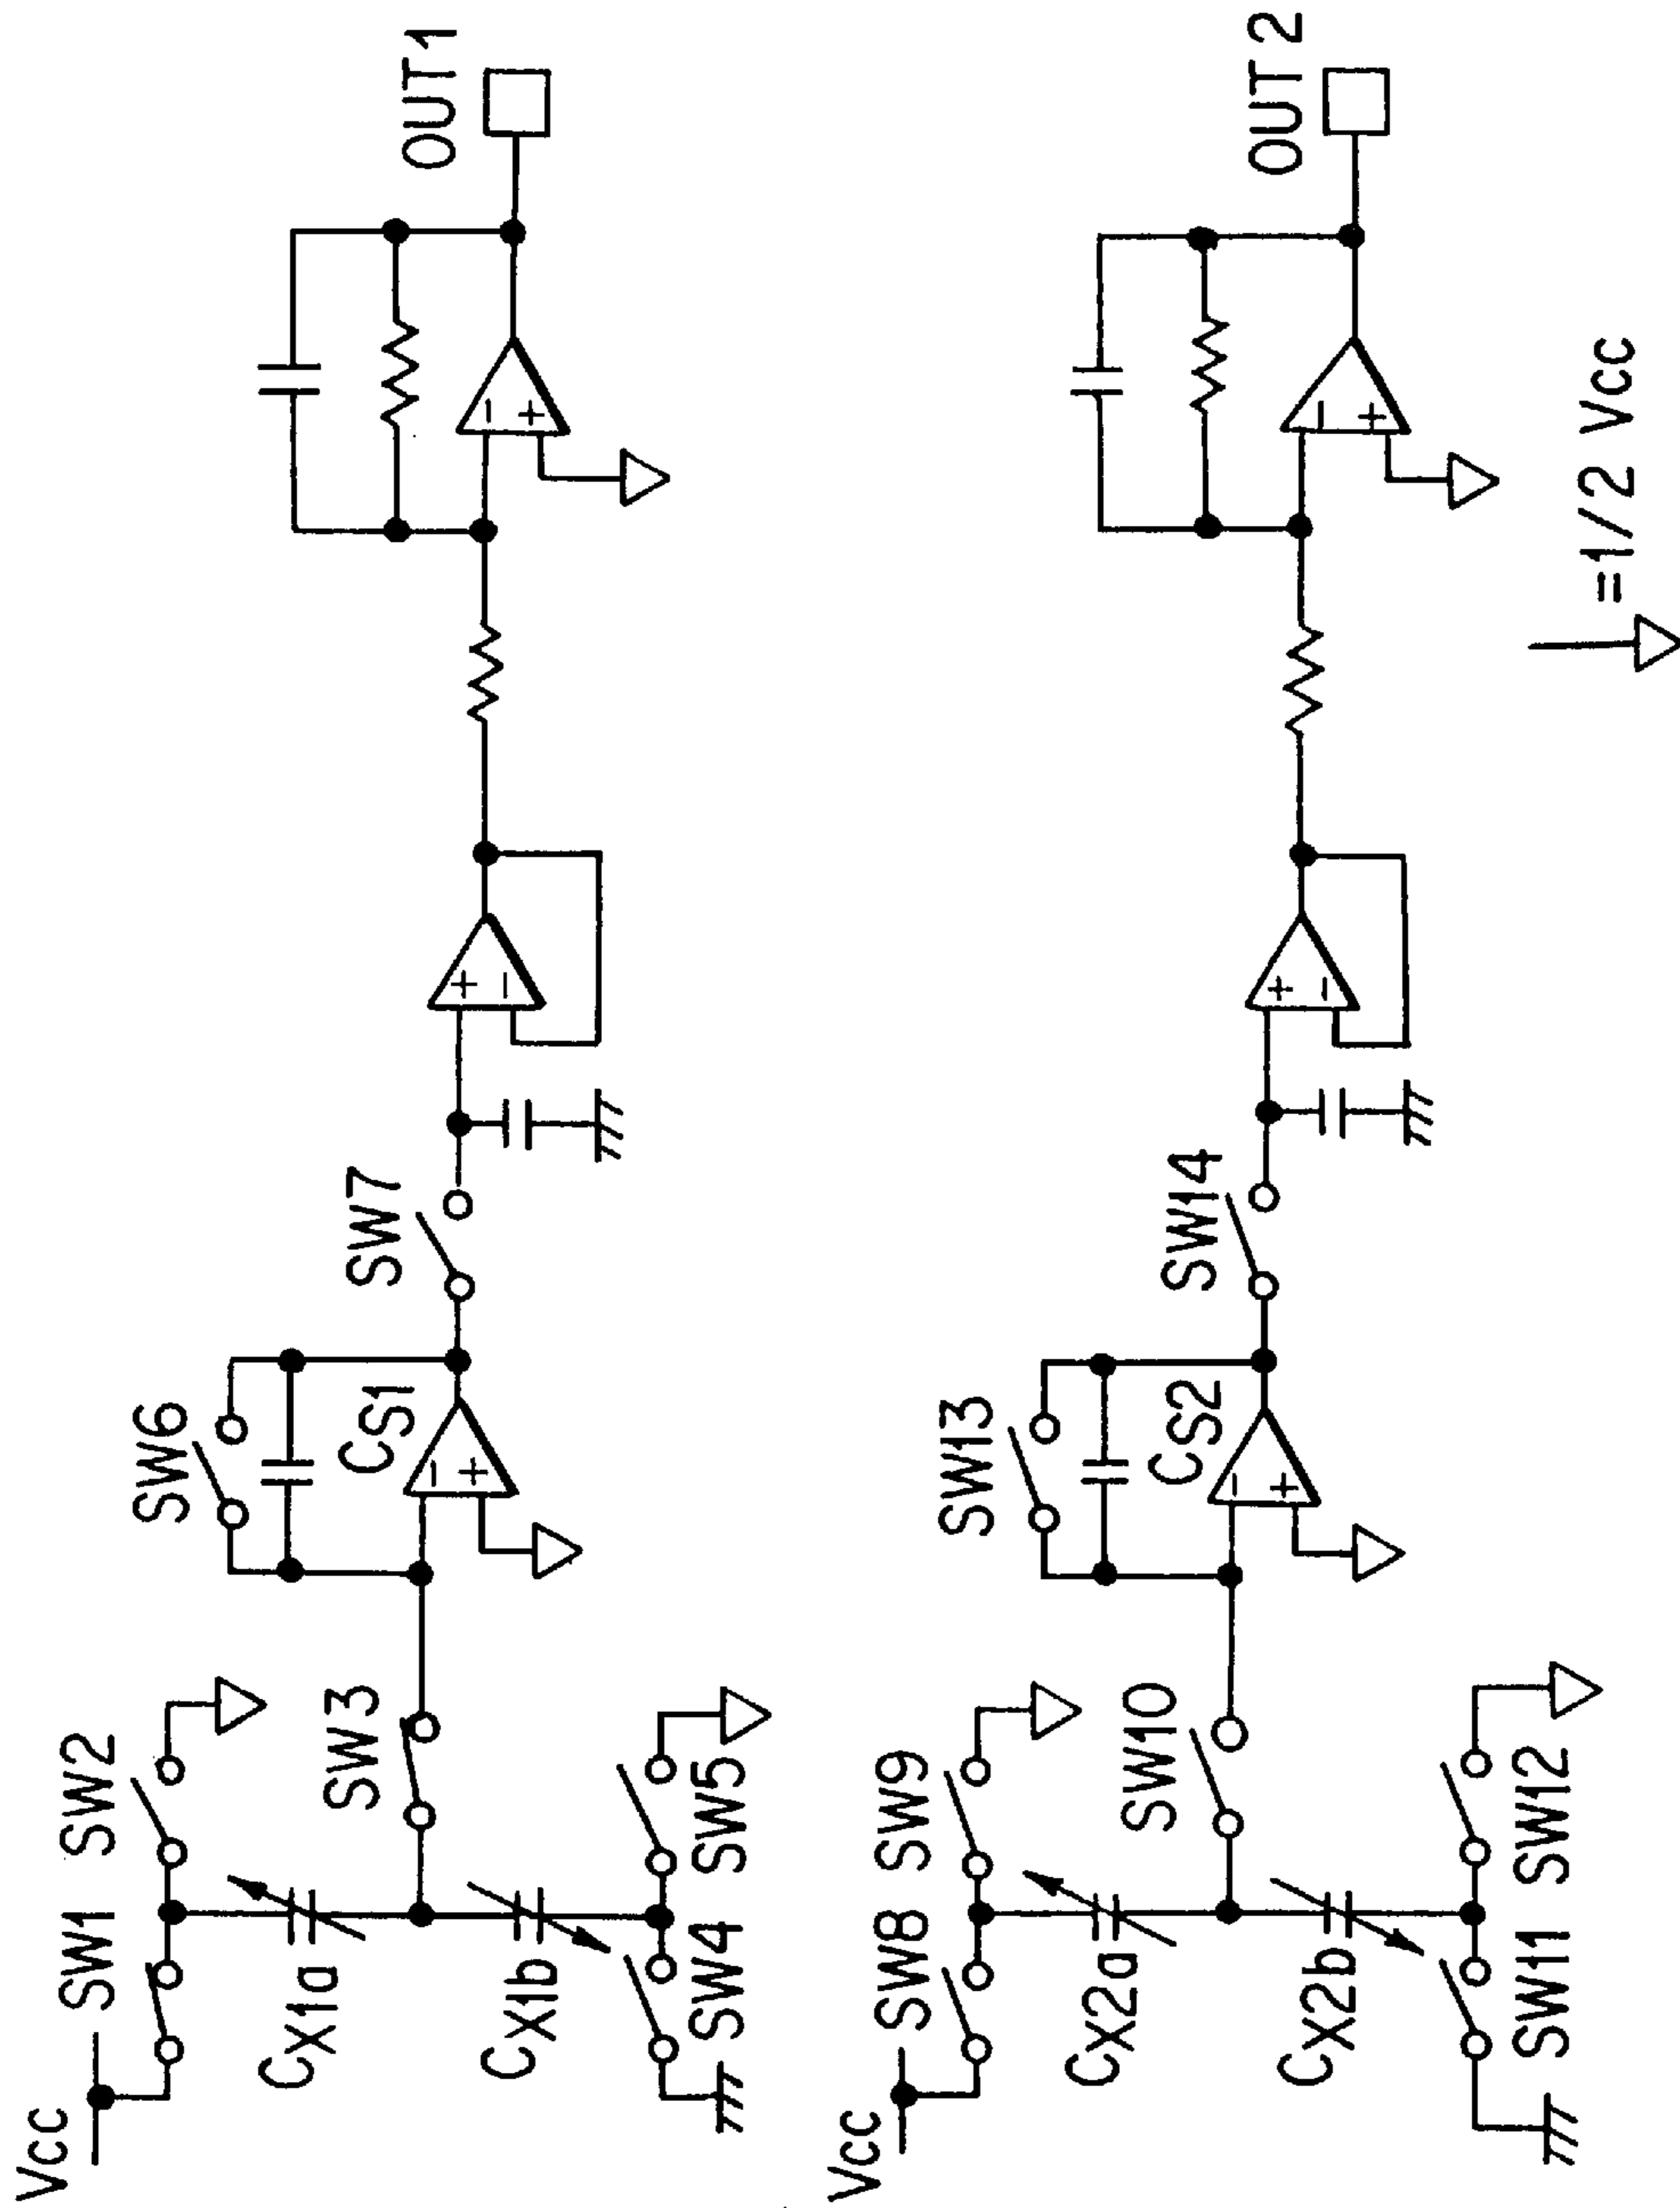 Vcc
SW1
SW2
Cx1a
SW3
Cx1b
SW4
SW5
SW6
CS1
SW7
OUT1
Vcc
SW8
SW9
Cx2a
SW10
Cx2b
SW11
SW12
SW13
CS2
SW14
OUT2
=1/2 Vcc
- +
+ -
- +
- +
+ -
- +